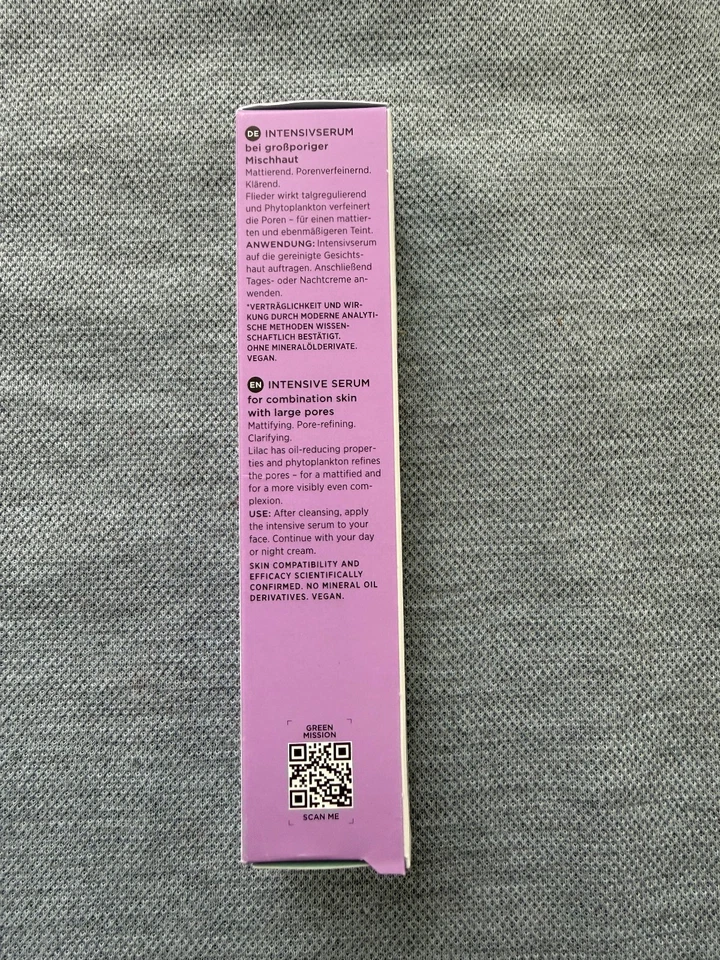 DE INTENSIVSERUM
bei großporiger
Mischhaut
Mattierend. Porenverfeinernd.
Klärend.
Flieder wirkt talgregulierend
und Phytoplankton verfeinert
die Poren – für einen mattier-
ten und ebenmäßigeren Teint.
ANWENDUNG: Intensivserum
auf die gereinigte Gesichts-
haut auftragen. Anschließend
Tages- oder Nachtcreme an-
wenden.
*VERTRÄGLICHKEIT UND WIR-
KUNG DURCH MODERNE ANALYTI-
SCHE METHODEN WISSEN-
SCHAFTLICH BESTÄTIGT.
OHNE MINERALÖLDERIVATE.
VEGAN.
EN INTENSIVE SERUM
for combination skin
with large pores
Mattifying. Pore-refining.
Clarifying.
Lilac has oil-reducing proper-
ties and phytoplankton refines
the pores – for a mattified and
for a more visibly even com-
plexion.
USE: After cleansing, apply
the intensive serum to your
face. Continue with your day
or night cream.
SKIN COMPATIBILITY AND
EFFICACY SCIENTIFICALLY
CONFIRMED. NO MINERAL OIL
DERIVATIVES. VEGAN.
GREEN
MISSION
SCAN ME